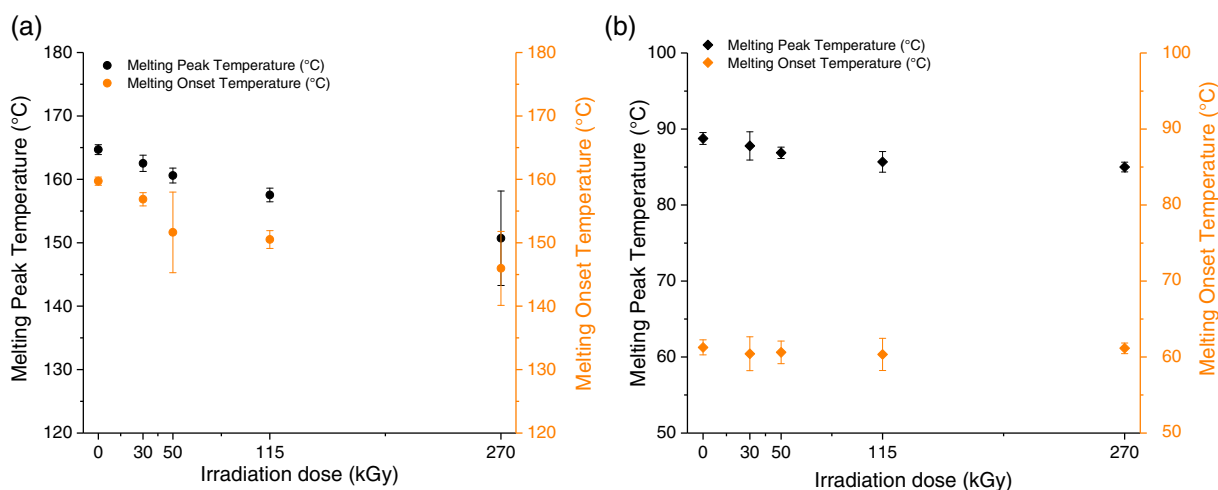 (a)
180
170
160
150
140
130
120
Melting Peak Temperature (°C)
Melting Peak Temperature (°C)
Melting Onset Temperature (°C)
180
170
160
150
140
130
120
Melting Onset Temperature (°C)
0 30 50 115 270
Irradiation dose (kGy)
(b)
100
90
80
70
60
50
Melting Peak Temperature (°C)
Melting Peak Temperature (°C)
Melting Onset Temperature (°C)
100
90
80
70
60
50
Melting Onset Temperature (°C)
0 30 50 115 270
Irradiation dose (kGy)